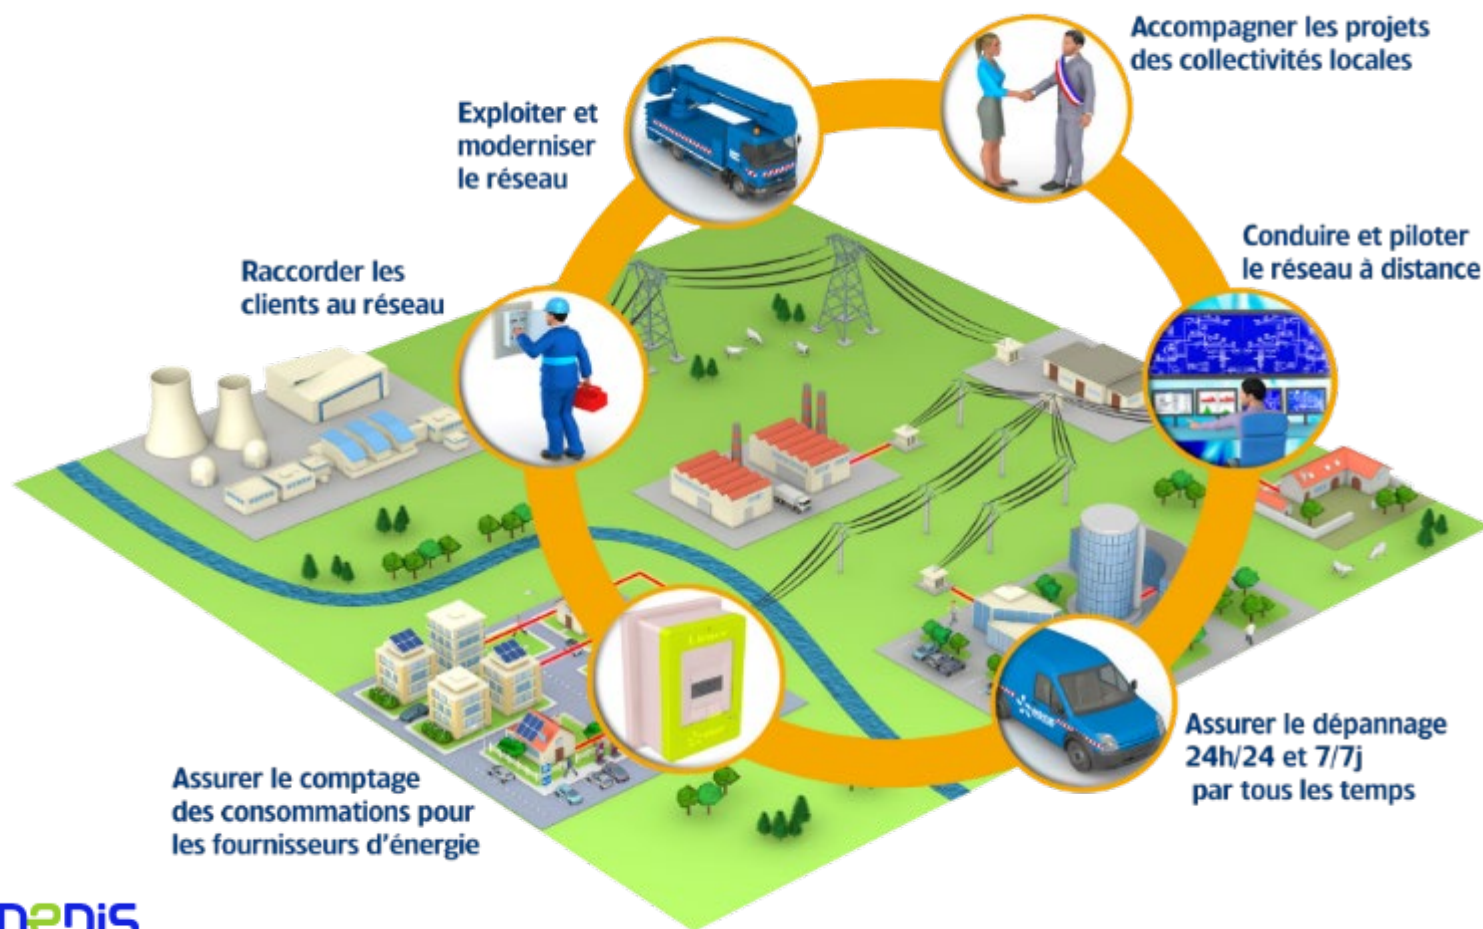 Accompagner les projets
des collectivités locales
Exploiter et
moderniser
le réseau
Conduire et piloter
le réseau à distance
Raccorder les
clients au réseau
Linky
Assurer le dépannage
24h/24 et 7/7j
par tous les temps
Assurer le comptage
des consommations pour
les fournisseurs d'énergie